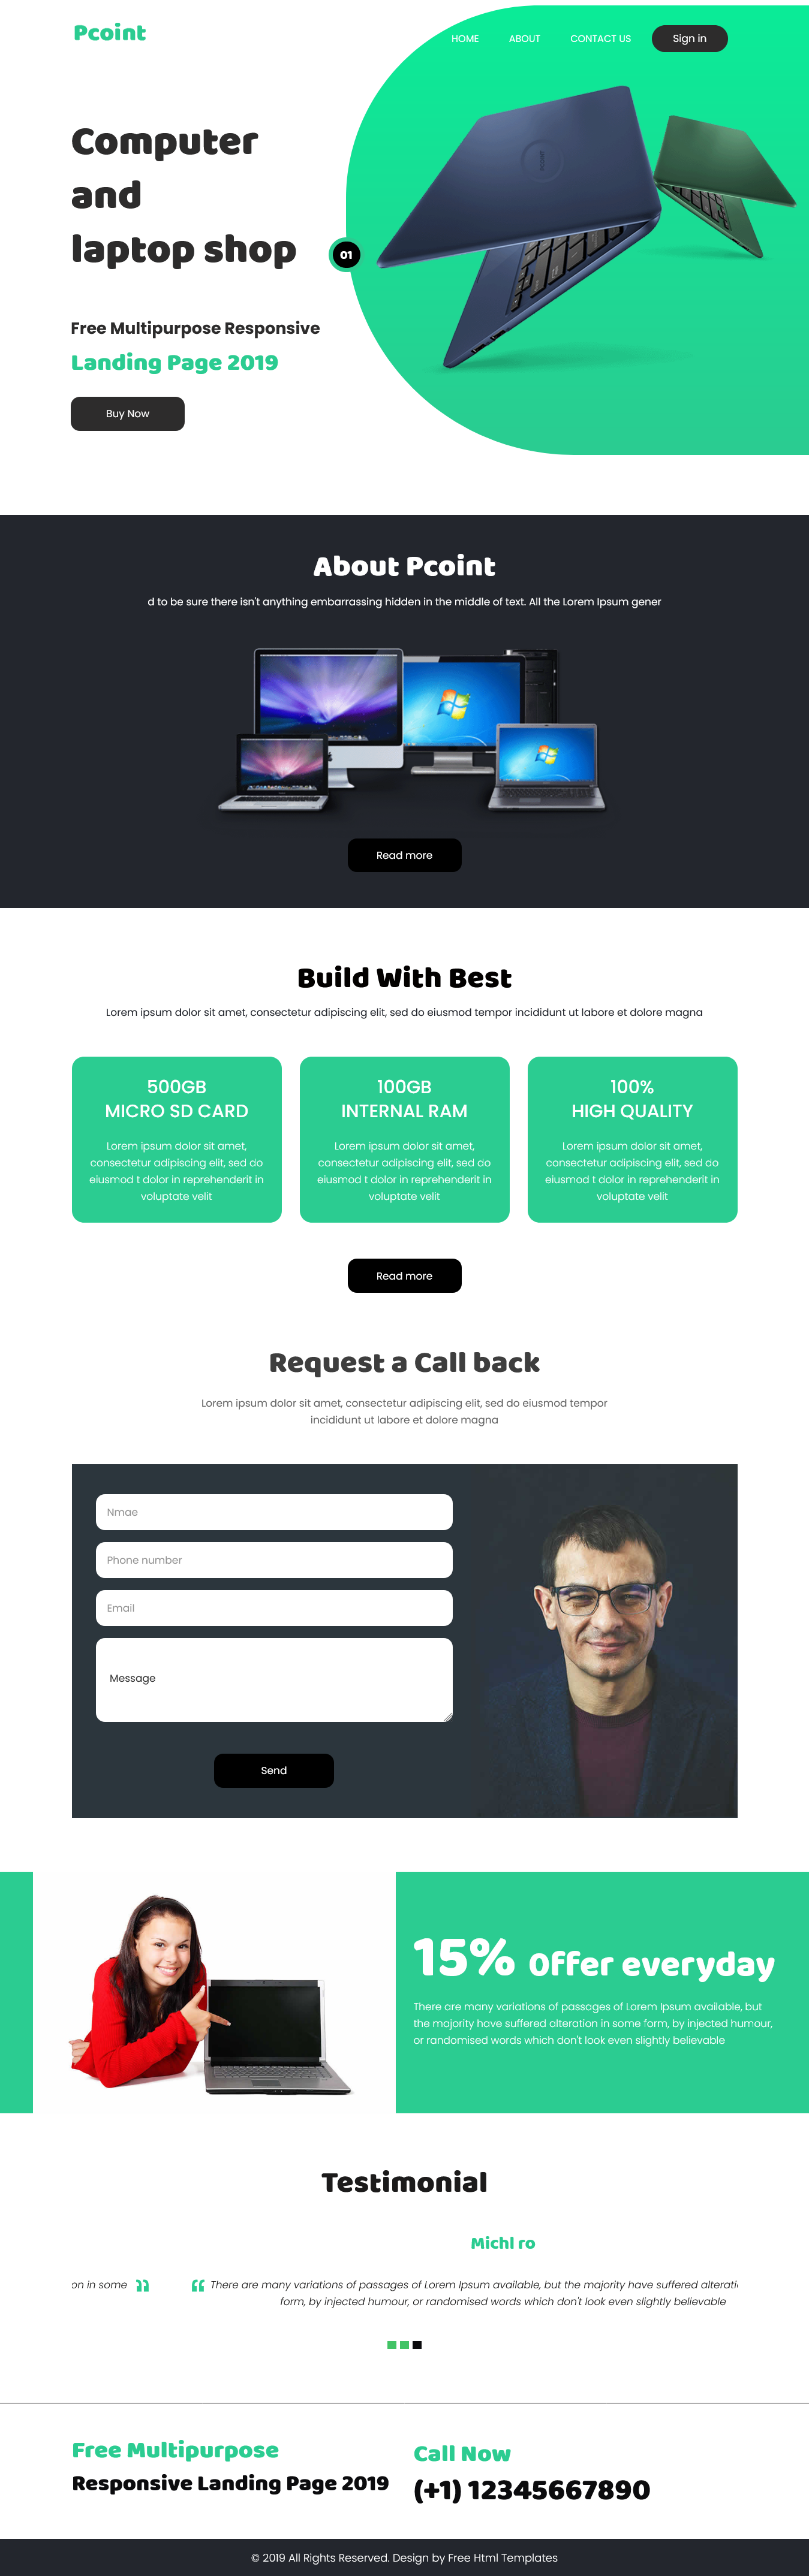 Pcoint
HOME
ABOUT
CONTACT US
Sign in
Computer
and
laptop shop
01
Free Multipurpose Responsive
Landing Page 2019
Buy Now
About Pcoint
d to be sure there isn't anything embarrassing hidden in the middle of text. All the Lorem Ipsum gener
Read more
Build With Best
Lorem ipsum dolor sit amet, consectetur adipiscing elit, sed do eiusmod tempor incididunt ut labore et dolore magna
500GB
MICRO SD CARD
Lorem ipsum dolor sit amet,
consectetur adipiscing elit, sed do
eiusmod t dolor in reprehenderit in
voluptate velit
100GB
INTERNAL RAM
Lorem ipsum dolor sit amet,
consectetur adipiscing elit, sed do
eiusmod t dolor in reprehenderit in
voluptate velit
100%
HIGH QUALITY
Lorem ipsum dolor sit amet,
consectetur adipiscing elit, sed do
eiusmod t dolor in reprehenderit in
voluptate velit
Read more
Request a Call back
Lorem ipsum dolor sit amet, consectetur adipiscing elit, sed do eiusmod tempor
incididunt ut labore et dolore magna
Nmae
Phone number
Email
Message
Send
15% Offer everyday
There are many variations of passages of Lorem Ipsum available, but
the majority have suffered alteration in some form, by injected humour,
or randomised words which don't look even slightly believable
Testimonial
Michl ro
on in some ”
“ There are many variations of passages of Lorem Ipsum available, but the majority have suffered alterati
form, by injected humour, or randomised words which don't look even slightly believable
Free Multipurpose
Responsive Landing Page 2019
Call Now
(+1) 12345667890
© 2019 All Rights Reserved. Design by Free Html Templates